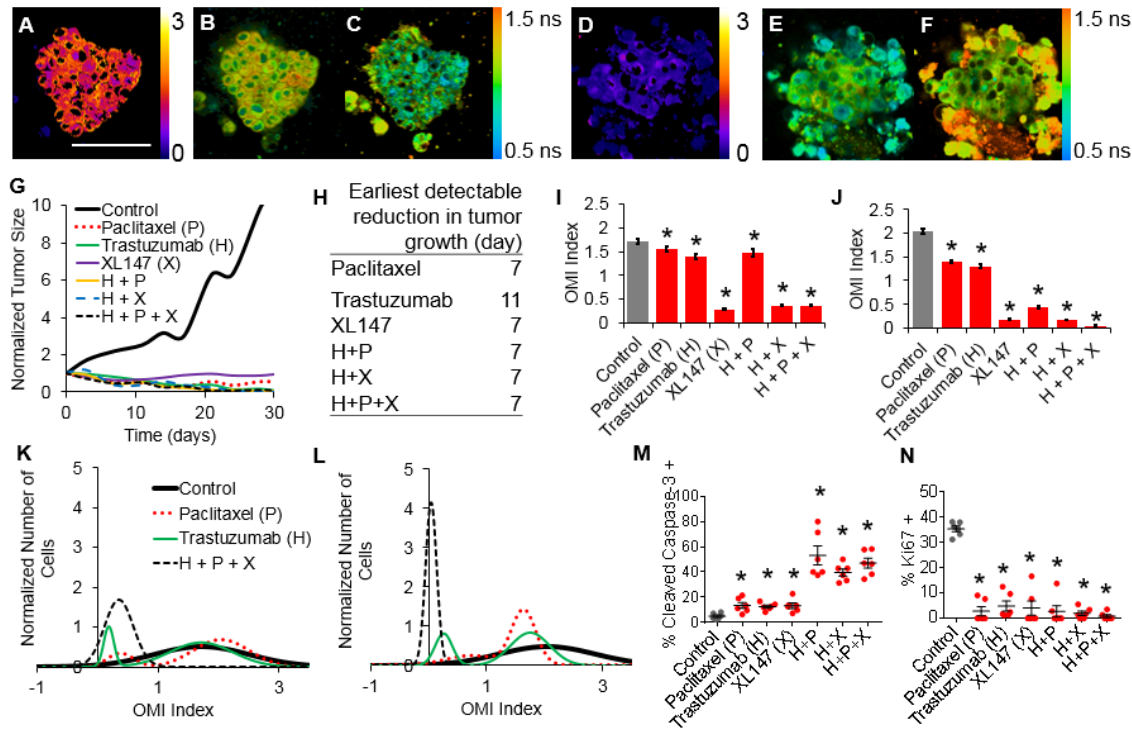 A
3
0
B
C
1.5 ns
0.5 ns
D
3
0
E
F
1.5 ns
0.5 ns
G
Normalized Tumor Size
10
8
6
4
2
0
Control
Paclitaxel (P)
Trastuzumab (H)
XL147 (X)
H + P
H + X
H + P + X
0 10 20 30
Time (days)
H
Earliest detectable
reduction in tumor
growth (day)
Paclitaxel 7
Trastuzumab 11
XL147 7
H+P 7
H+X 7
H+P+X 7
I
OMI Index
2.5
2
1.5
1
0.5
0
* * * * * *
Control
Paclitaxel (P)
Trastuzumab (H)
XL147 (X)
H + P
H + X
H + P + X
J
OMI Index
2.5
2
1.5
1
0.5
0
* * * * * *
Control
Paclitaxel (P)
Trastuzumab (H)
XL147
H + P
H + X
H + P + X
K
Normalized Number of
Cells
5
4
3
2
1
0
Control
Paclitaxel (P)
Trastuzumab (H)
H + P + X
-1 1 3
OMI Index
L
Normalized Number of
Cells
5
4
3
2
1
0
-1 1 3
OMI Index
M
% Cleaved Caspase-3 +
100
80
60
40
20
0
* * * * * *
Control
Paclitaxel (P)
Trastuzumab (H)
XL147 (X)
H+P
H+X
H+P+X
N
% Ki67 +
50
40
30
20
10
0
* * * * * *
Control
Paclitaxel (P)
Trastuzumab (H)
XL147 (X)
H+P
H+X
H+P+X